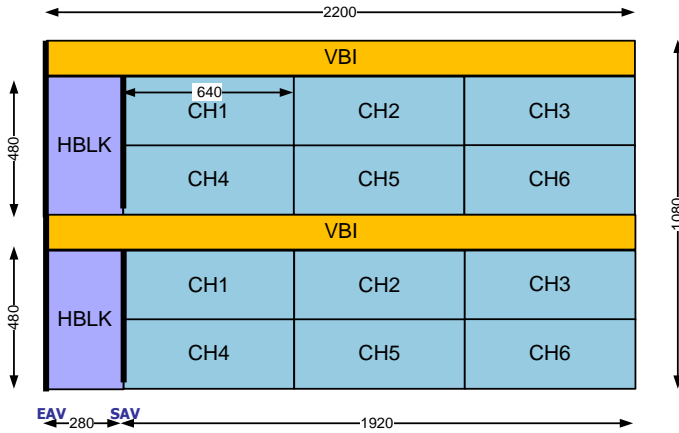 2200
VBI
640
CH1 CH2 CH3
480
HBLK
CH4 CH5 CH6
VBI
1080
CH1 CH2 CH3
480
HBLK
CH4 CH5 CH6
EAV 280 SAV 1920